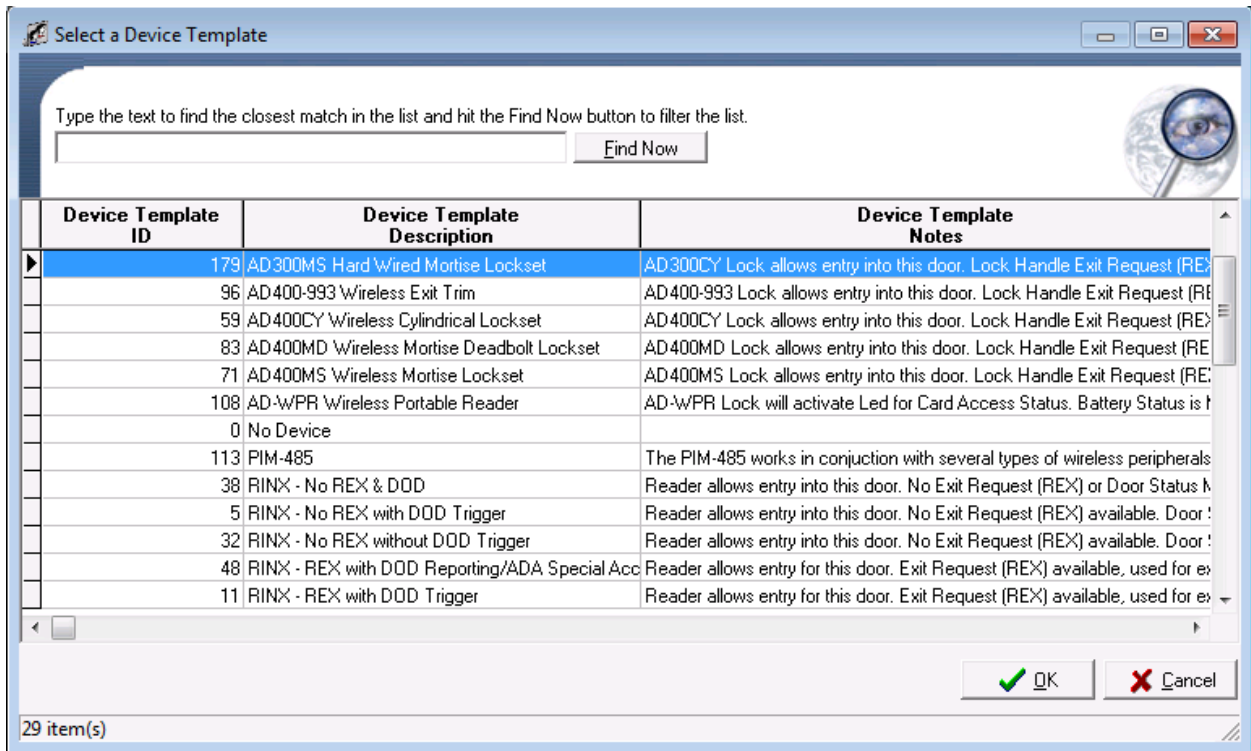 Select a Device Template
Type the text to find the closest match in the list and hit the Find Now button to filter the list.
Find Now
Device Template ID Device Template Description Device Template Notes
179 AD300MS Hard Wired Mortise Lockset AD300CY Lock allows entry into this door. Lock Handle Exit Request (REX
96 AD400-993 Wireless Exit Trim AD400-993 Lock allows entry into this door. Lock Handle Exit Request (RE
59 AD400CY Wireless Cylindrical Lockset AD400CY Lock allows entry into this door. Lock Handle Exit Request (REX
83 AD400MD Wireless Mortise Deadbolt Lockset AD400MD Lock allows entry into this door. Lock Handle Exit Request (RE
71 AD400MS Wireless Mortise Lockset AD400MS Lock allows entry into this door. Lock Handle Exit Request (RE
108 AD-WPR Wireless Portable Reader AD-WPR Lock will activate Led for Card Access Status. Battery Status is
0 No Device
113 PIM-485 The PIM-485 works in conjuction with several types of wireless peripherals
38 RINX - No REX & DOD Reader allows entry into this door. No Exit Request (REX) or Door Status
5 RINX - No REX with DOD Trigger Reader allows entry into this door. No Exit Request (REX) available. Door
32 RINX - No REX without DOD Trigger Reader allows entry into this door. No Exit Request (REX) available. Door
48 RINX - REX with DOD Reporting/ADA Special Acc Reader allows entry for this door. Exit Request (REX) available, used for ex
11 RINX - REX with DOD Trigger Reader allows entry for this door. Exit Request (REX) available, used for ex
OK Cancel
29 item(s)